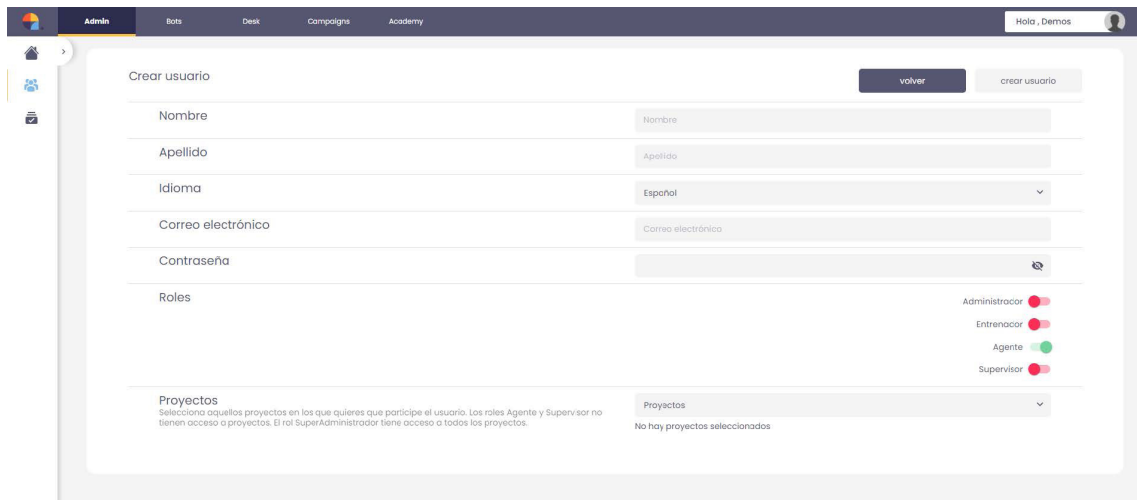 Admin
Bots
Desk
Campaigns
Academy
Hola , Demos
Crear usuario
volver
crear usuario
Nombre
Nombre
Apellido
Apellido
Idioma
Español
Correo electrónico
Correo electrónico
Contraseña
Roles
Administrador
Entrenador
Agente
Supervisor
Proyectos
Selecciona aquellos proyectos en los que quieres que participe el usuario. Los roles Agente y Supervisor no
tienen acceso a proyectos. El rol SuperAdministrador tiene acceso a todos los proyectos.
Proyectos
No hay proyectos seleccionados